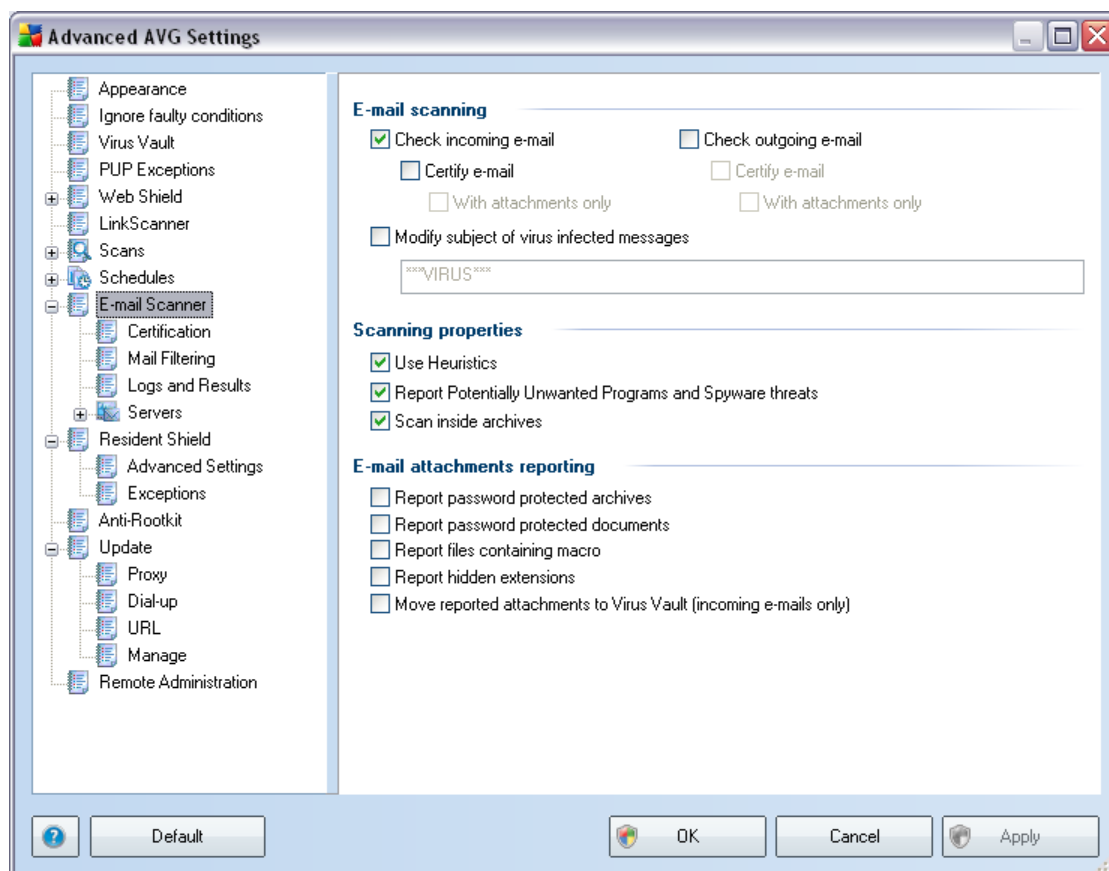 Advanced AVG Settings
Appearance
Ignore faulty conditions
Virus Vault
PUP Exceptions
Web Shield
LinkScanner
Scans
Schedules
E-mail Scanner
Certification
Mail Filtering
Logs and Results
Servers
Resident Shield
Advanced Settings
Exceptions
Anti-Rootkit
Update
Proxy
Dial-up
URL
Manage
Remote Administration
E-mail scanning
Check incoming e-mail
Check outgoing e-mail
Certify e-mail
Certify e-mail
With attachments only
With attachments only
Modify subject of virus infected messages
***VIRUS***
Scanning properties
Use Heuristics
Report Potentially Unwanted Programs and Spyware threats
Scan inside archives
E-mail attachments reporting
Report password protected archives
Report password protected documents
Report files containing macro
Report hidden extensions
Move reported attachments to Virus Vault (incoming e-mails only)
?
Default
OK
Cancel
Apply